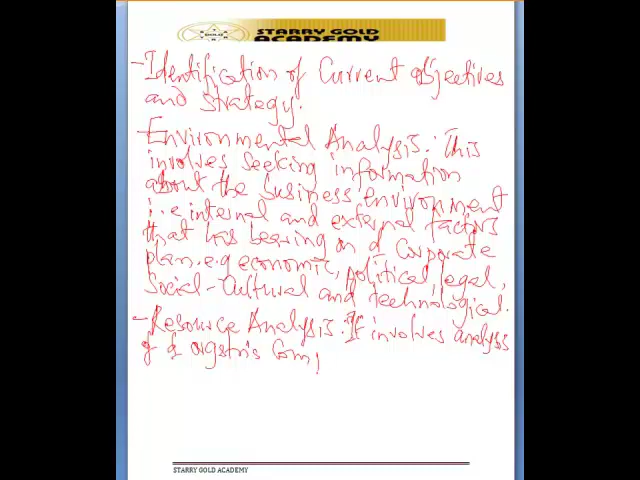 STARRY GOLD
ACADEMY
- Identification of Current objectives
and strategy.
- Environmental Analysis: This
involves seeking information
about the business environment
i.e internal and external factors
that has bearing on d Corporate
plan. e.g economic, political, legal,
Social-Cultural and technological.
- Resource Analysis. It involves analysis
of d orgstn's Com
STARRY GOLD ACADEMY